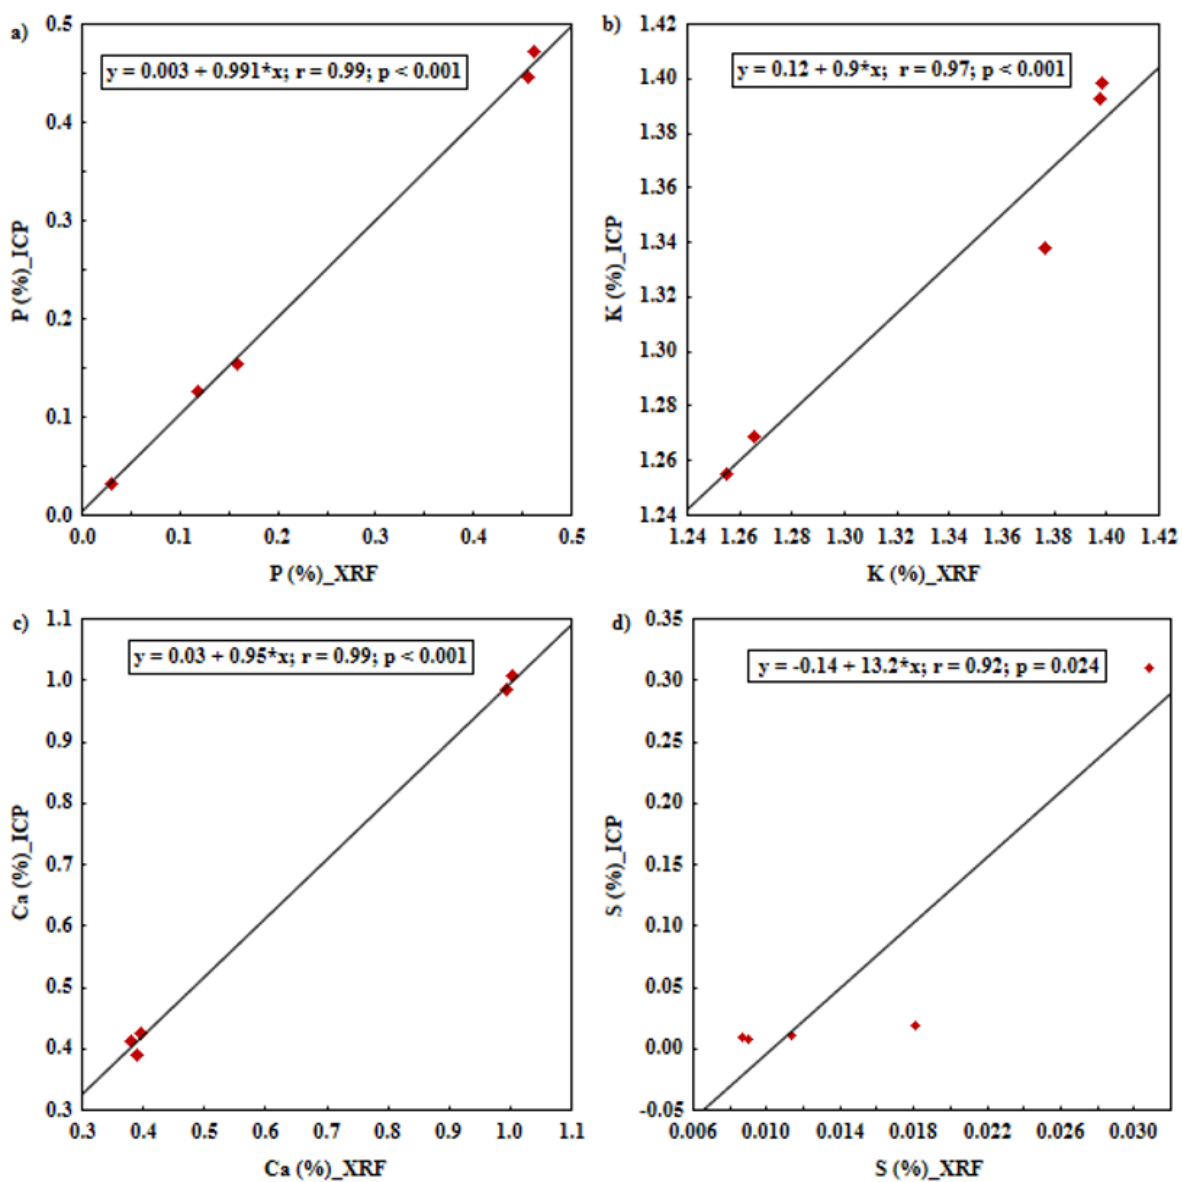 a)
0.5
0.4
0.3
0.2
0.1
0.0
P (%)_ICP
y = 0.003 + 0.991*x; r = 0.99; p < 0.001
0.0 0.1 0.2 0.3 0.4 0.5
P (%)_XRF
b)
1.42
1.40
1.38
1.36
1.34
1.32
1.30
1.28
1.26
1.24
K (%)_ICP
y = 0.12 + 0.9*x; r = 0.97; p < 0.001
1.24 1.26 1.28 1.30 1.32 1.34 1.36 1.38 1.40 1.42
K (%)_XRF
c)
1.1
1.0
0.9
0.8
0.7
0.6
0.5
0.4
0.3
Ca (%)_ICP
y = 0.03 + 0.95*x; r = 0.99; p < 0.001
0.3 0.4 0.5 0.6 0.7 0.8 0.9 1.0 1.1
Ca (%)_XRF
d)
0.35
0.30
0.25
0.20
0.15
0.10
0.05
0.00
-0.05
S (%)_ICP
y = -0.14 + 13.2*x; r = 0.92; p = 0.024
0.006 0.010 0.014 0.018 0.022 0.026 0.030
S (%)_XRF